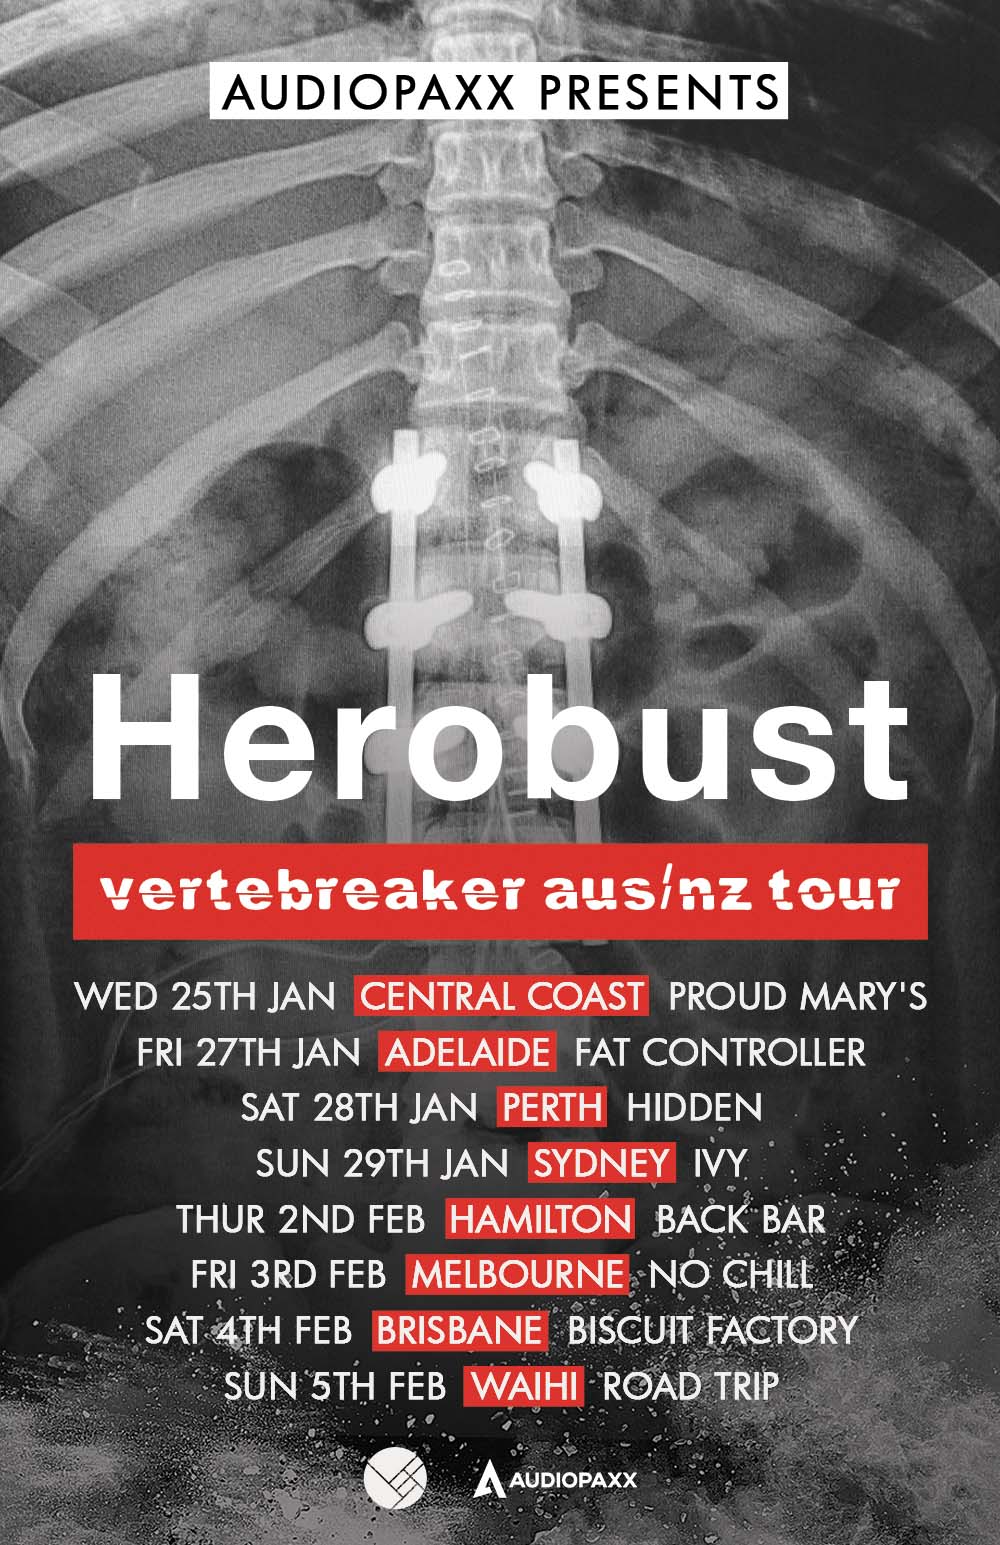 AUDIOPAXX PRESENTS
Herobust
vertebreaker aus/nz tour
WED 25TH JAN CENTRAL COAST PROUD MARY'S
FRI 27TH JAN ADELAIDE FAT CONTROLLER
SAT 28TH JAN PERTH HIDDEN
SUN 29TH JAN SYDNEY IVY
THUR 2ND FEB HAMILTON BACK BAR
FRI 3RD FEB MELBOURNE NO CHILL
SAT 4TH FEB BRISBANE BISCUIT FACTORY
SUN 5TH FEB WAIHI ROAD TRIP
AUDIOPAXX